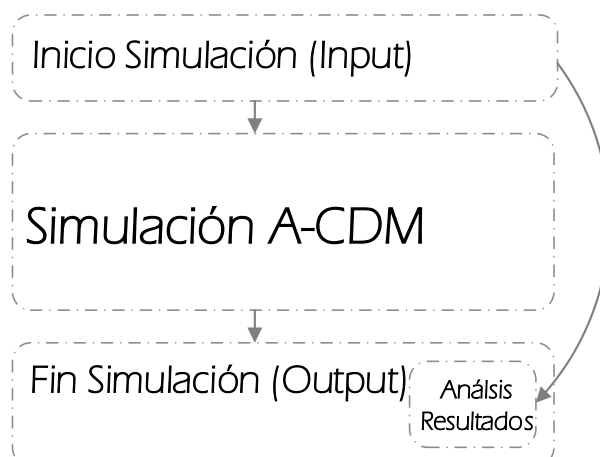 Inicio Simulación (Input)
Simulación A-CDM
Fin Simulación (Output)
Análsis
Resultados